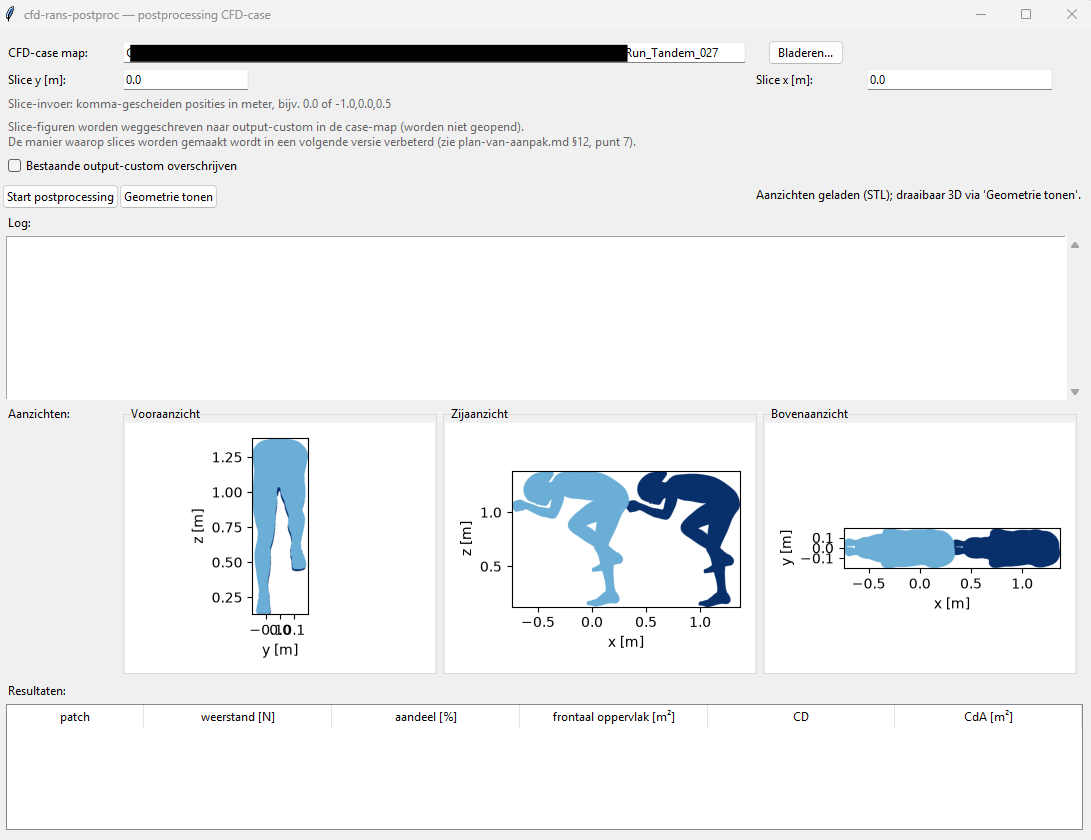 cfd-rans-postproc — postprocessing CFD-case
CFD-case map: Run_Tandem_027 Bladeren...
Slice y [m]: 0.0 Slice x [m]: 0.0
Slice-invoer: komma-gescheiden posities in meter, bijv. 0.0 of -1.0,0.0,0.5
Slice-figuren worden weggeschreven naar output-custom in de case-map (worden niet geopend).
De manier waarop slices worden gemaakt wordt in een volgende versie verbeterd (zie plan-van-aanpak.md §12, punt 7).
Bestaande output-custom overschrijven
Start postprocessing Geometrie tonen Aanzichten geladen (STL); draaibaar 3D via 'Geometrie tonen'.
Log:
Aanzichten: Vooraanzicht Zijaanzicht Bovenaanzicht
1.25
1.00
0.75
0.50
0.25
z [m]
0.1
y [m]
1.0
0.5
z [m]
−0.5 0.0 0.5 1.0
x [m]
0.1
0.0
−0.1
y [m]
−0.5 0.0 0.5 1.0
x [m]
Resultaten:
patch weerstand [N] aandeel [%] frontaal oppervlak [m²] CD CdA [m²]